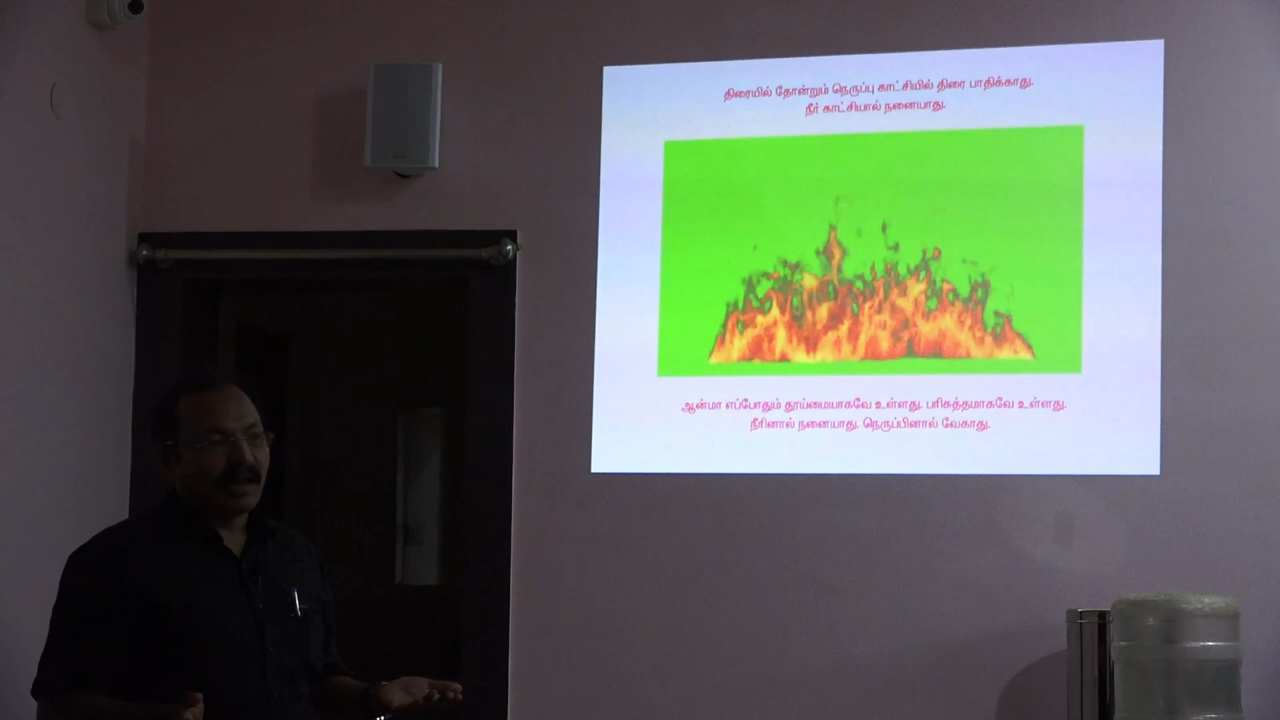 திரையில் தோன்றும் நெருப்பு காட்சியில் திரை பாதிக்காது.
நீர் காட்சியால் நனையாது.
ஆன்மா எப்போதும் தூய்மையாகவே உள்ளது. பரிசுத்தமாகவே உள்ளது.
நீரினால் நனையாது. நெருப்பினால் வேகாது.